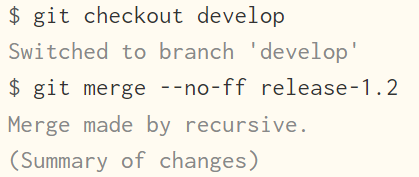 $ git checkout develop
Switched to branch 'develop'
$ git merge --no-ff release-1.2
Merge made by recursive.
(Summary of changes)